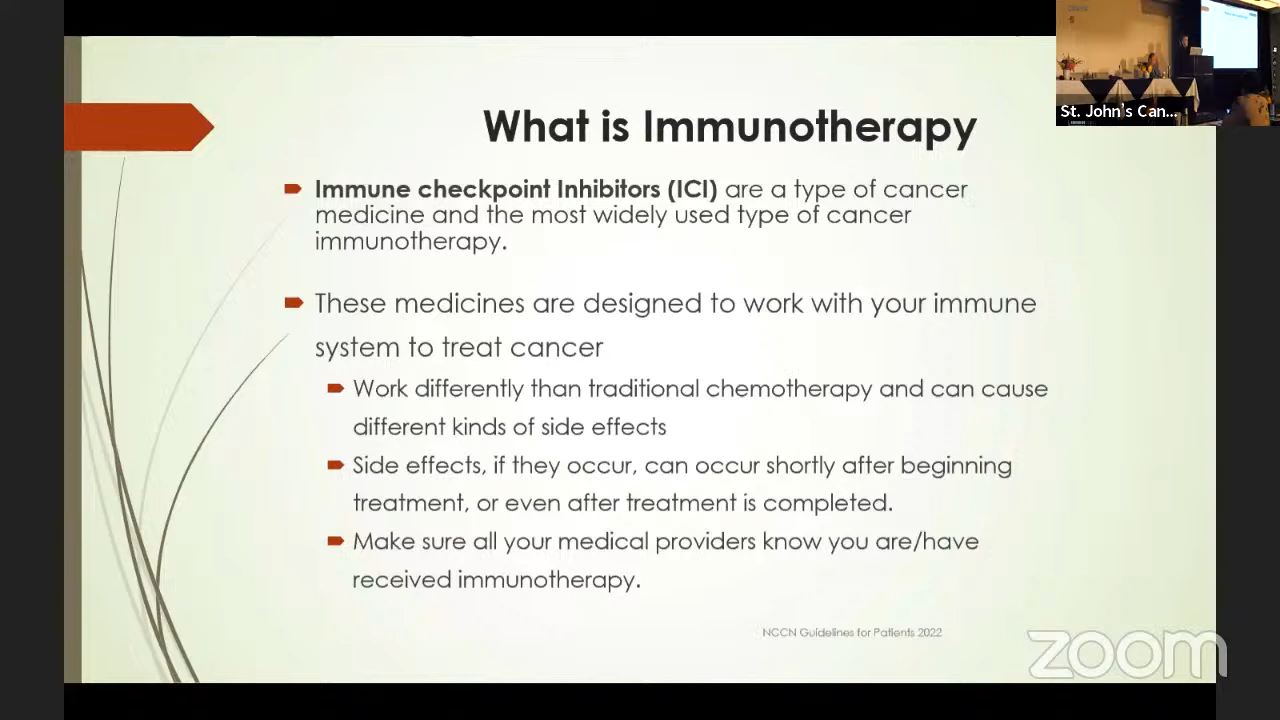 What is Immunotherapy
St. John's Can...
Immune checkpoint Inhibitors (ICI) are a type of cancer
medicine and the most widely used type of cancer
immunotherapy.
These medicines are designed to work with your immune
system to treat cancer
Work differently than traditional chemotherapy and can cause
different kinds of side effects
Side effects, if they occur, can occur shortly after beginning
treatment, or even after treatment is completed.
Make sure all your medical providers know you are/have
received immunotherapy.
NCCN Guidelines for Patients 2022
zoom